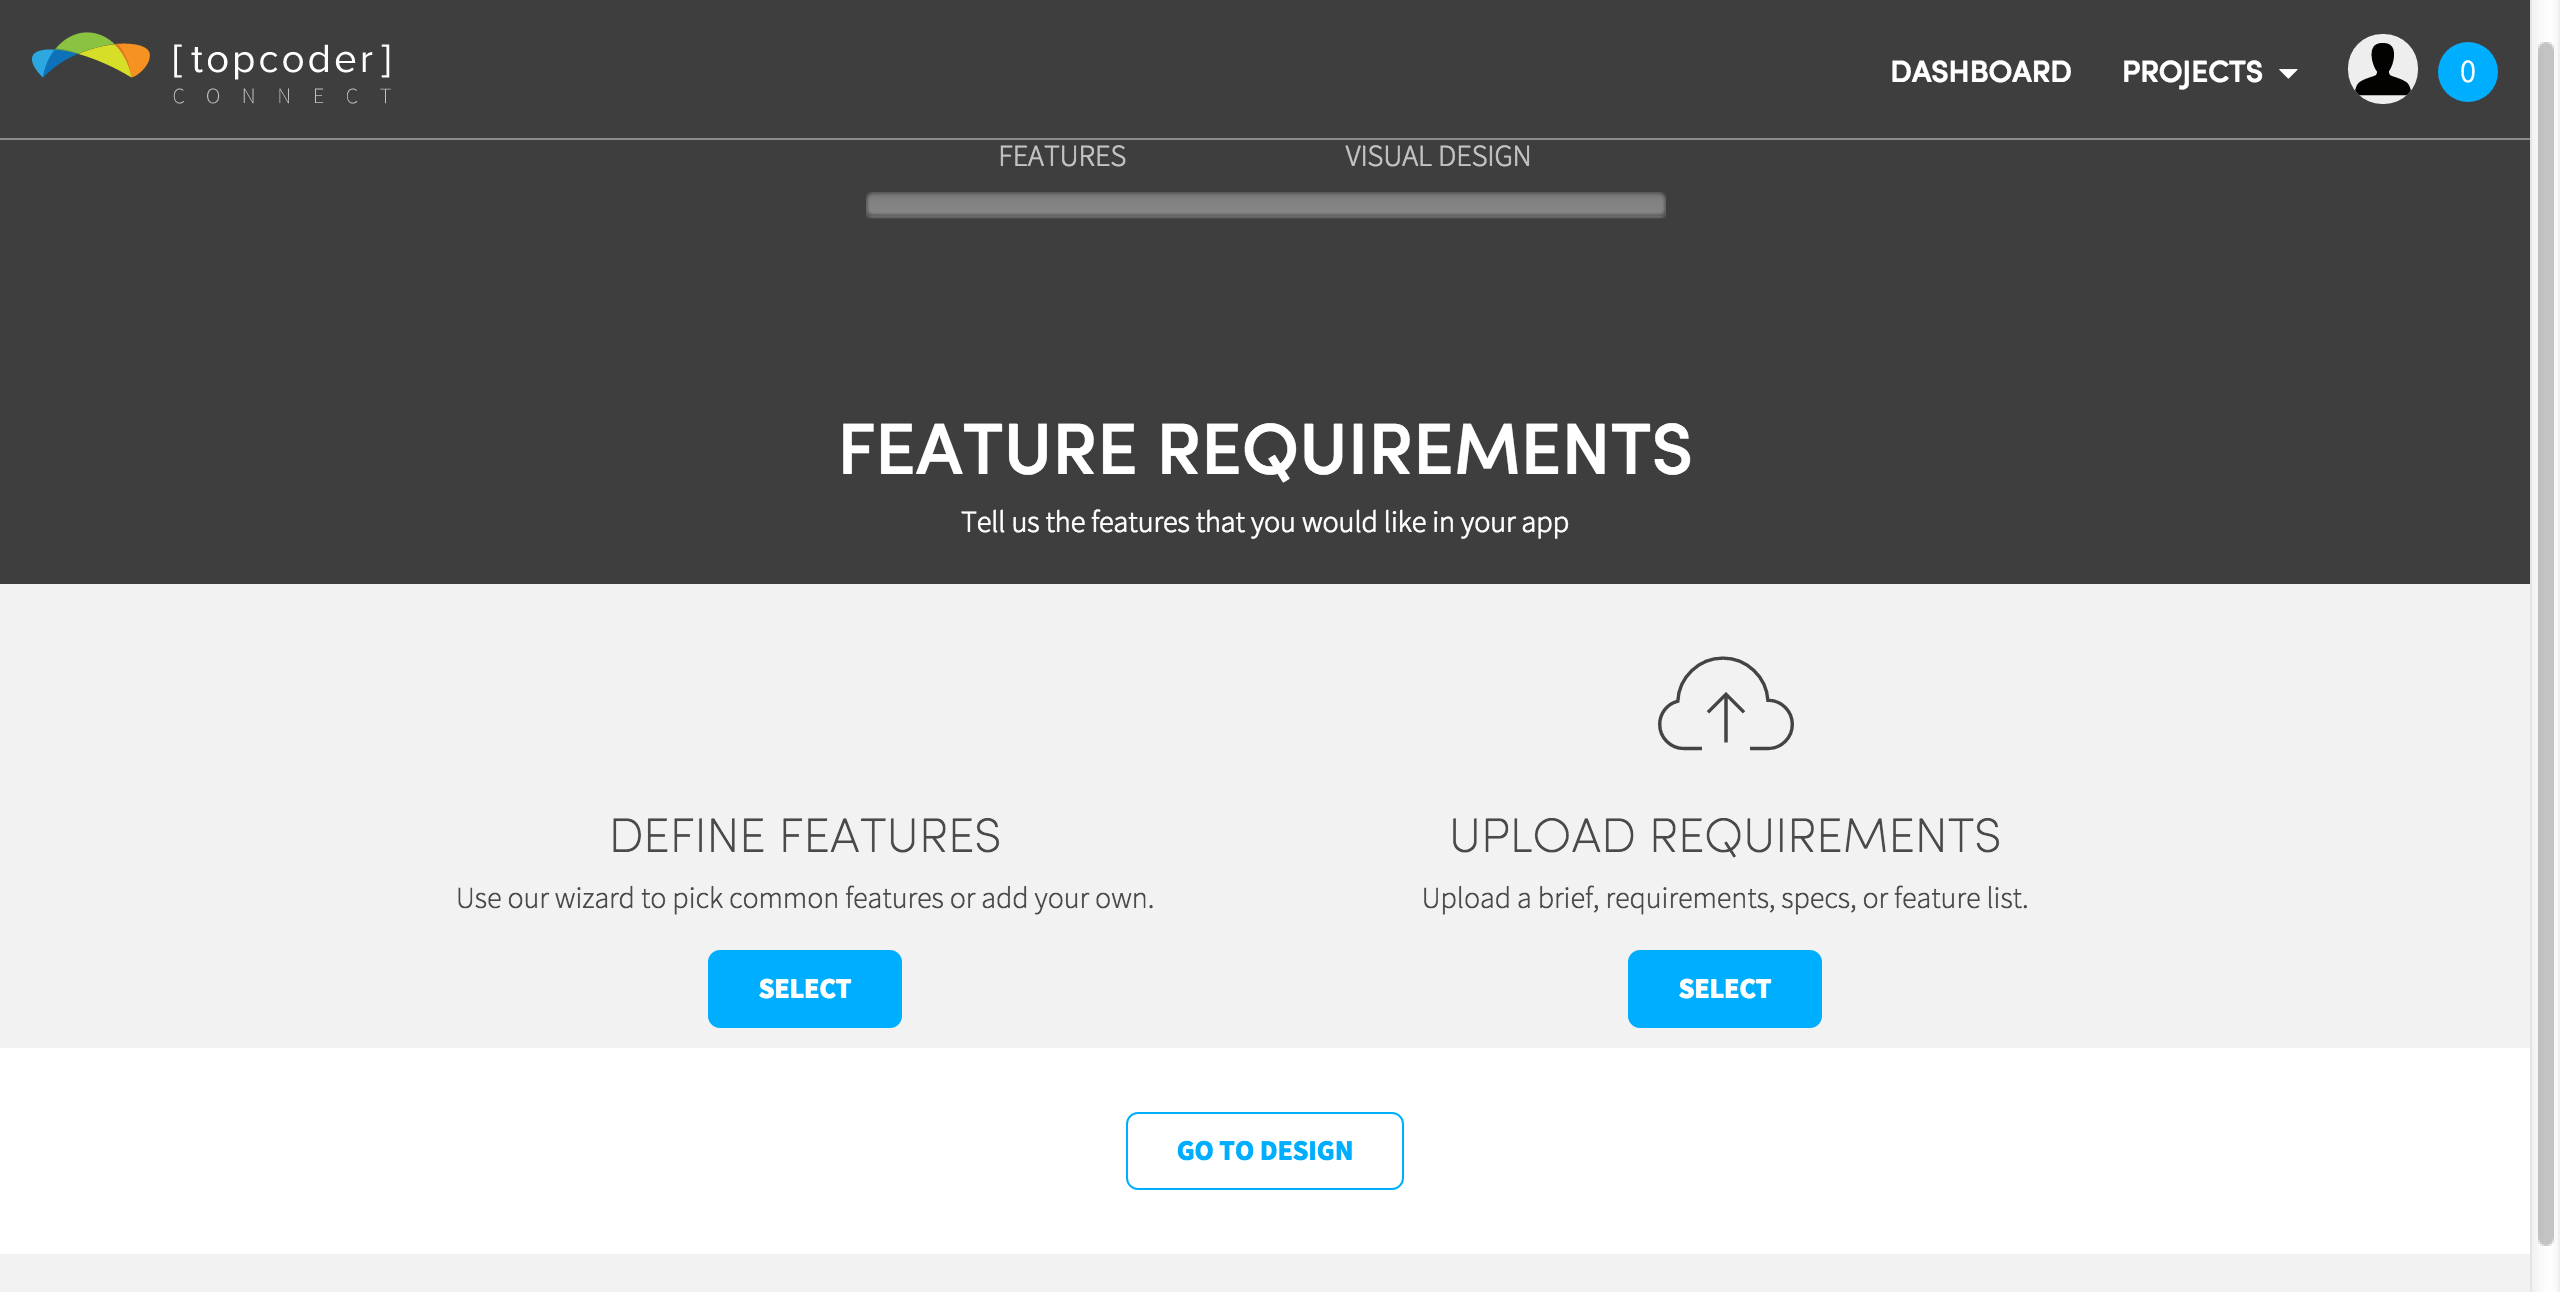 [topcoder]
CONNECT
DASHBOARD
PROJECTS
0
FEATURES
VISUAL DESIGN
FEATURE REQUIREMENTS
Tell us the features that you would like in your app
DEFINE FEATURES
Use our wizard to pick common features or add your own.
SELECT
UPLOAD REQUIREMENTS
Upload a brief, requirements, specs, or feature list.
SELECT
GO TO DESIGN